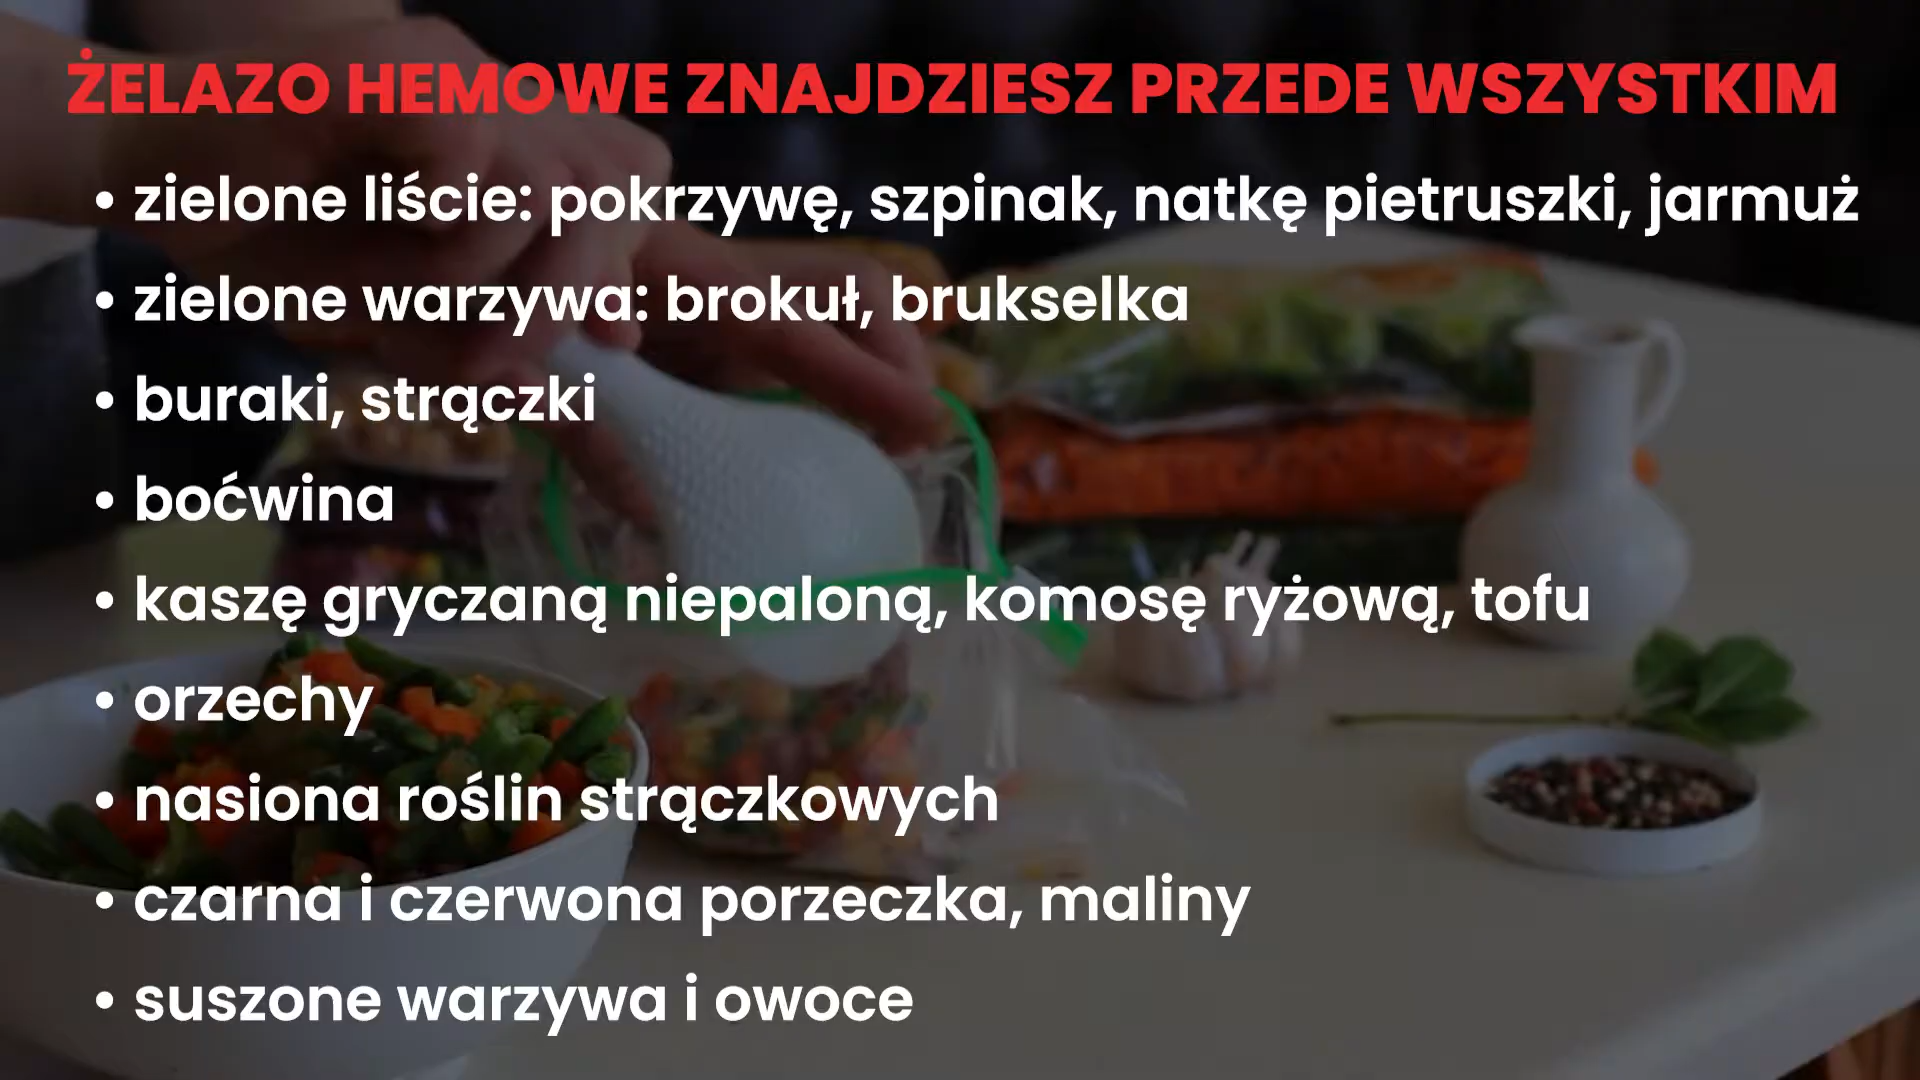 ŻELAZO HEMOWE ZNAJDZIESZ PRZEDE WSZYSTKIM
• zielone liście: pokrzywę, szpinak, natkę pietruszki, jarmuż
• zielone warzywa: brokuł, brukselka
• buraki, strączki
• boćwina
• kaszę gryczaną niepaloną, komosę ryżową, tofu
• orzechy
• nasiona roślin strączkowych
• czarna i czerwona porzeczka, maliny
• suszone warzywa i owoce